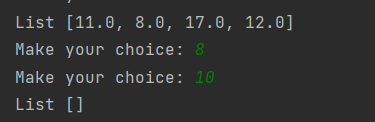 List [11.0, 8.0, 17.0, 12.0]
Make your choice: 8
Make your choice: 10
List []